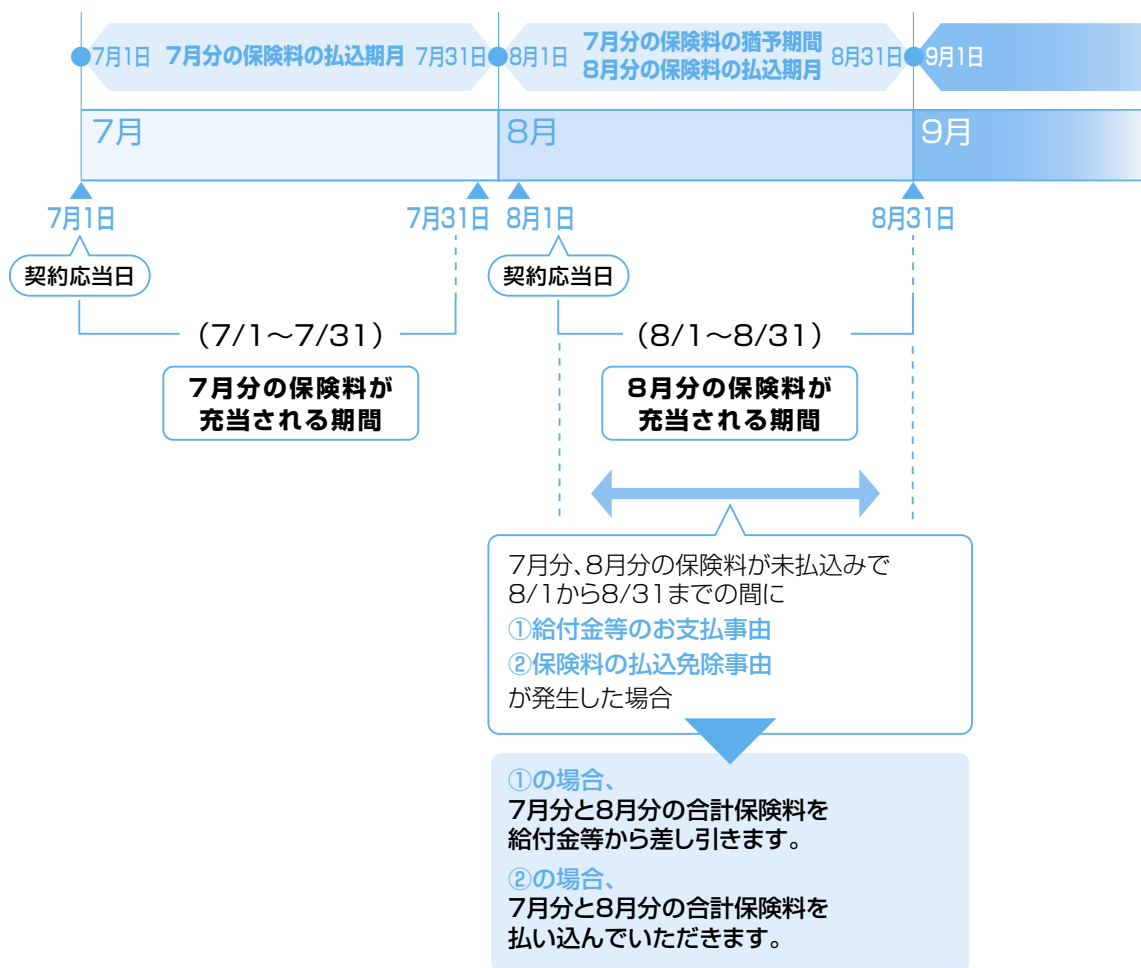 7月1日 7月分の保険料の払込期月 7月31日
8月1日 7月分の保険料の猶予期間
8月分の保険料の払込期月 8月31日
9月1日
7月
8月
9月
7月1日
7月31日
8月1日
8月31日
契約応当日
契約応当日
（7/1～7/31）
（8/1～8/31）
7月分の保険料が
充当される期間
8月分の保険料が
充当される期間
7月分、8月分の保険料が未払込みで
8/1から8/31までの間に
①給付金等のお支払事由
②保険料の払込免除事由
が発生した場合
①の場合、
7月分と8月分の合計保険料を
給付金等から差し引きます。
②の場合、
7月分と8月分の合計保険料を
払い込んでいただきます。